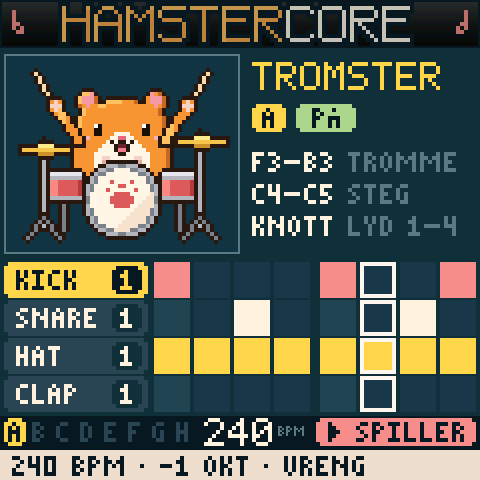 HAMSTERCORE
TROMSTER
A På
F3–B3 TROMME
C4–C5 STEG
KNOTT LYD 1–4
KICK 1
SNARE 1
HAT 1
CLAP 1
A B C D E F G H 240 BPM ▶ SPILLER
240 BPM · -1 OKT · VRENG